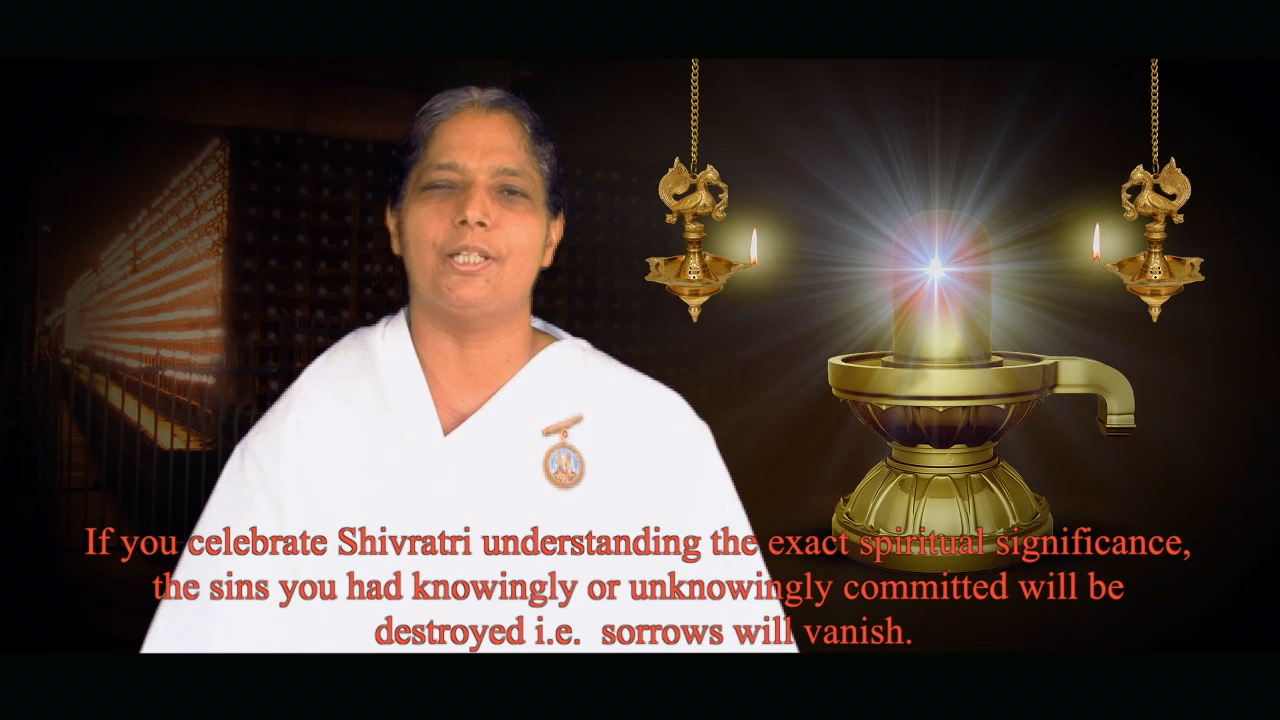 If you celebrate Shivratri understanding the exact spiritual significance,
the sins you had knowingly or unknowingly committed will be
destroyed i.e.  sorrows will vanish.